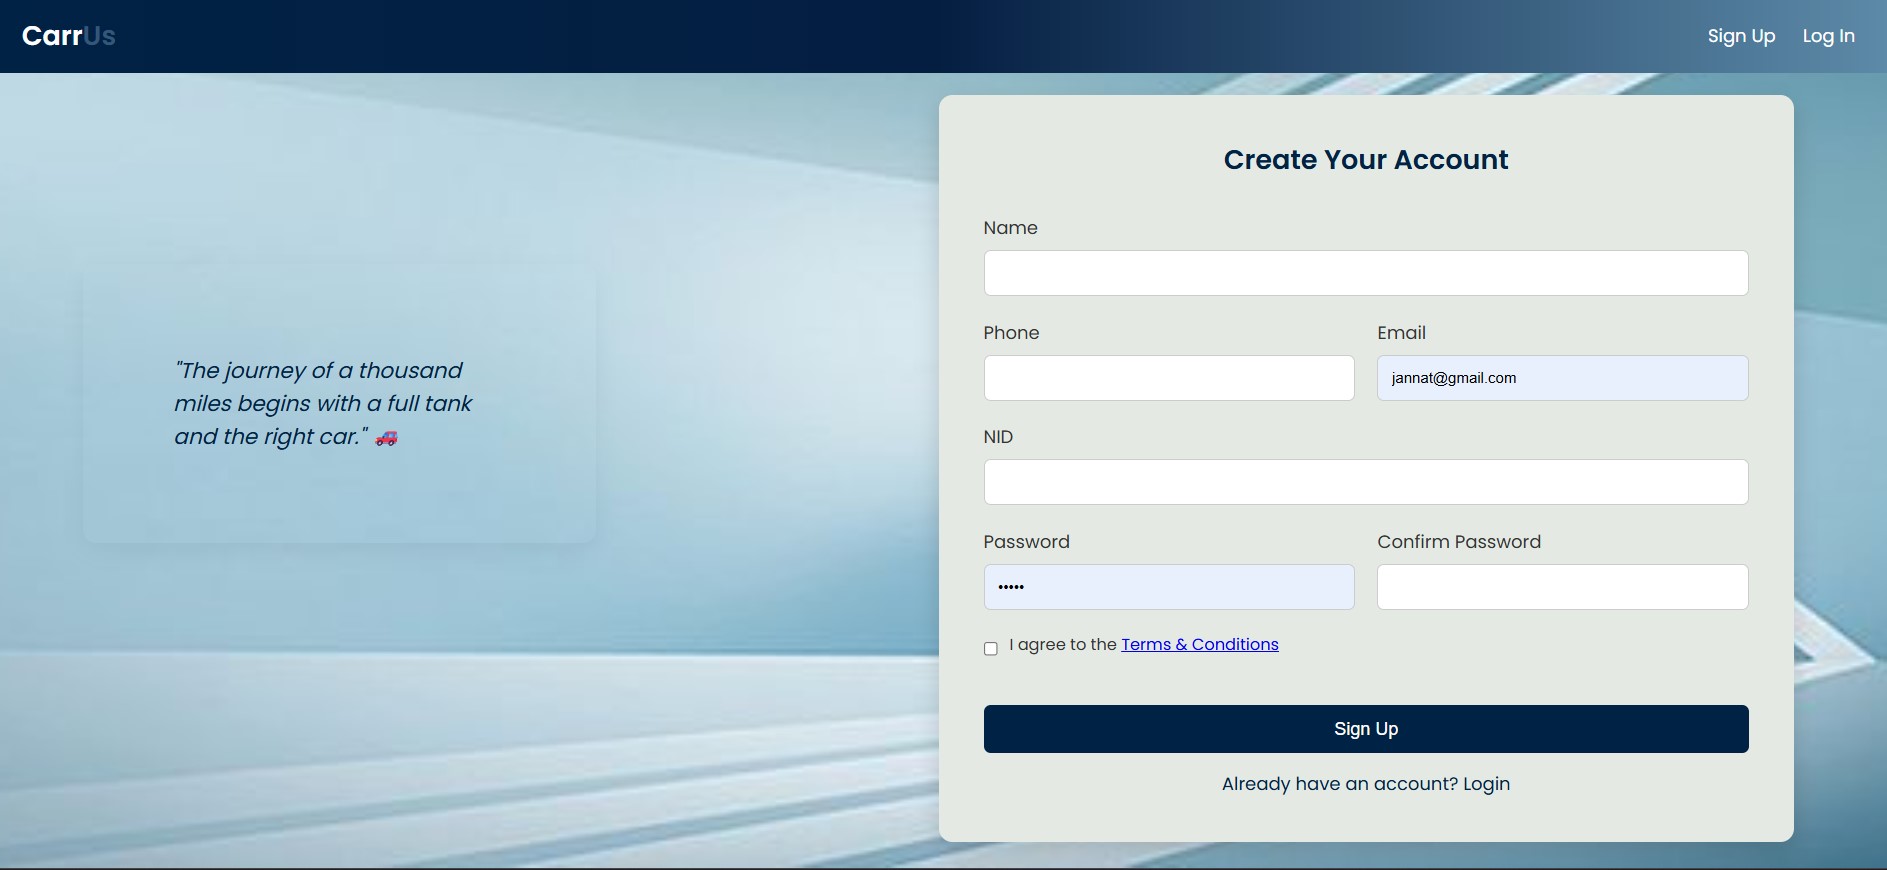 CarrUs
Sign Up
Log In
"The journey of a thousand
miles begins with a full tank
and the right car." 🚗
Create Your Account
Name
Phone
Email
jannat@gmail.com
NID
Password
Confirm Password
•••••
I agree to the Terms & Conditions
Sign Up
Already have an account? Login